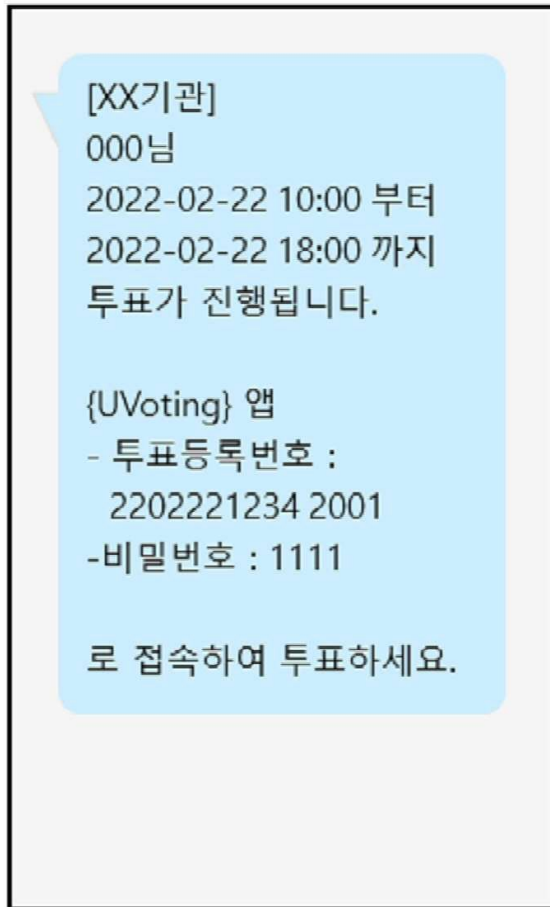 [XX기관]
000님
2022-02-22 10:00 부터
2022-02-22 18:00 까지
투표가 진행됩니다.
{UVoting} 앱
- 투표등록번호 :
2202221234 2001
-비밀번호 : 1111
로 접속하여 투표하세요.